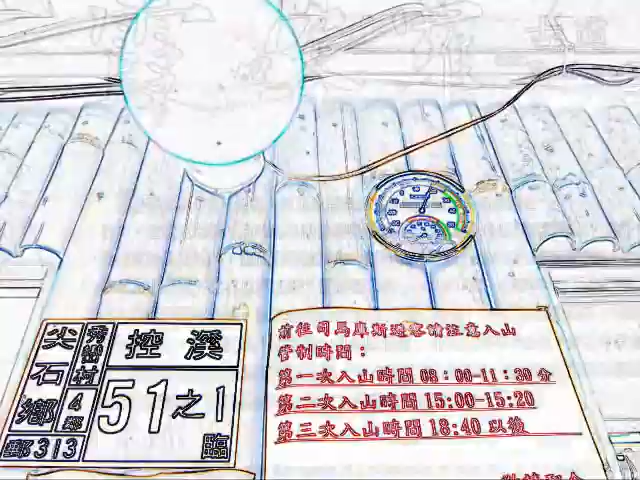 尖石鄉
秀巒村
4鄰
郵313
控溪
51之1
臨
前往司馬庫斯遊客請注意入山
管制時間：
第一次入山時間 08：00-11：30 分
第二次入山時間 15:00-15:20
第三次入山時間 18:40 以後